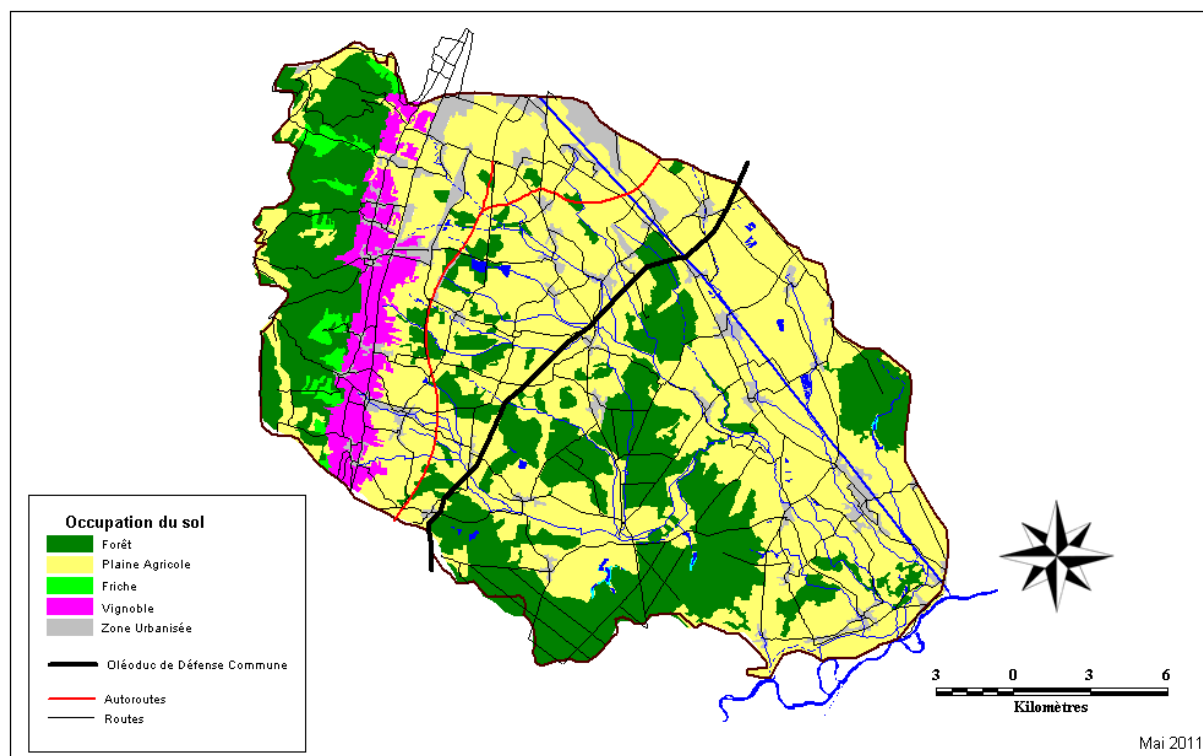 Occupation du sol
Forêt
Plaine Agricole
Friche
Vignoble
Zone Urbanisée
Oléoduc de Défense Commune
Autoroutes
Routes
3 0 3 6
Kilomètres
Mai 2011